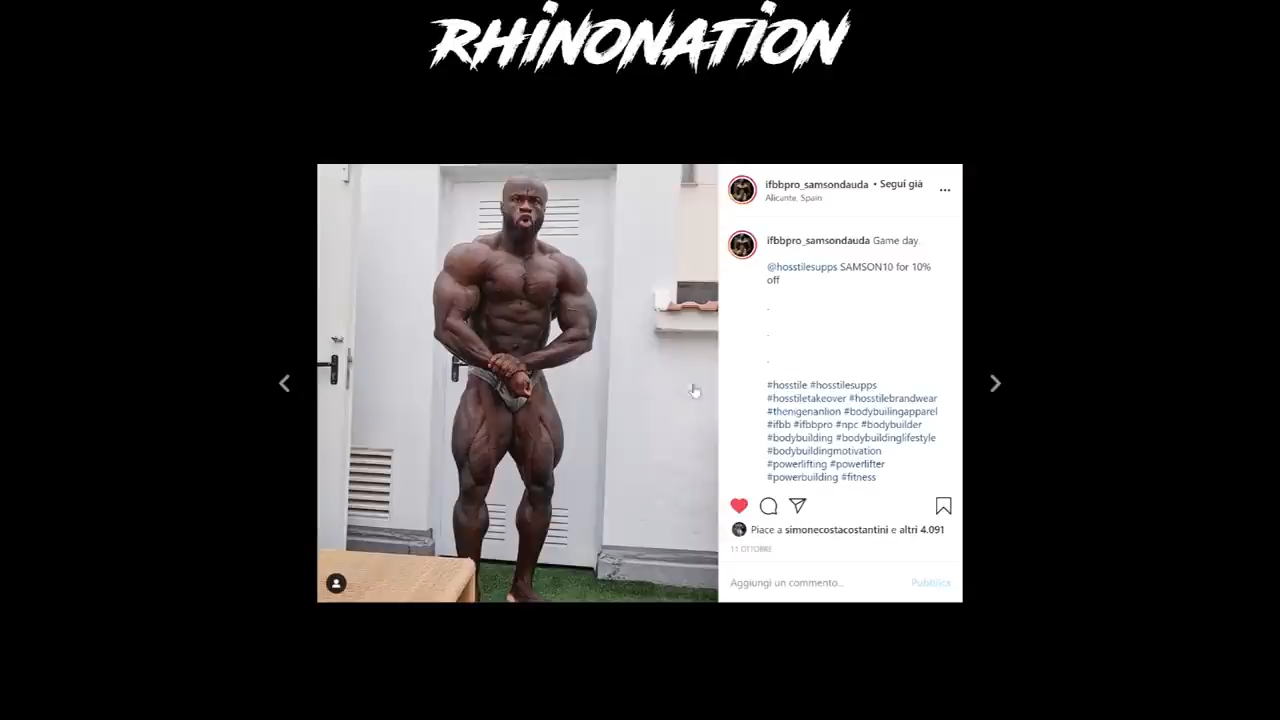 RHINONATION
ifbbpro_samsondauda • Segui già
Alicante, Spain
...
ifbbpro_samsondauda Game day.
@hosstilesupps SAMSON10 for 10%
off
.
.
.
#hosstile #hosstilesupps
#hosstiletakeover #hosstilebrandwear
#thenigenanlion #bodybuilingapparel
#ifbb #ifbbpro #npc #bodybuilder
#bodybuilding #bodybuildinglifestyle
#bodybuildingmotivation
#powerlifting #powerlifter
#powerbuilding #fitness
Piace a simonecostacostantini e altri 4.091
11 OTTOBRE
Aggiungi un commento... Pubblica